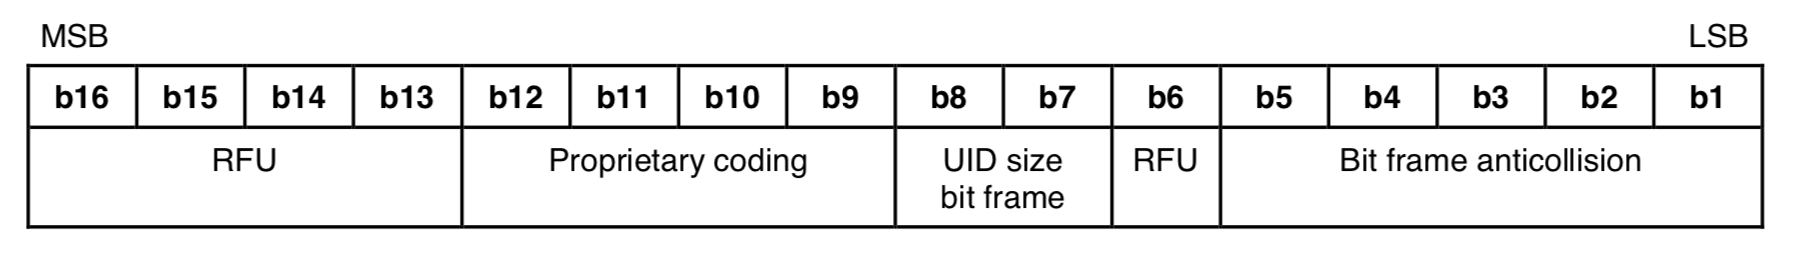 MSB LSB
b16 b15 b14 b13 b12 b11 b10 b9 b8 b7 b6 b5 b4 b3 b2 b1
RFU Proprietary coding UID size RFU Bit frame anticollision
bit frame